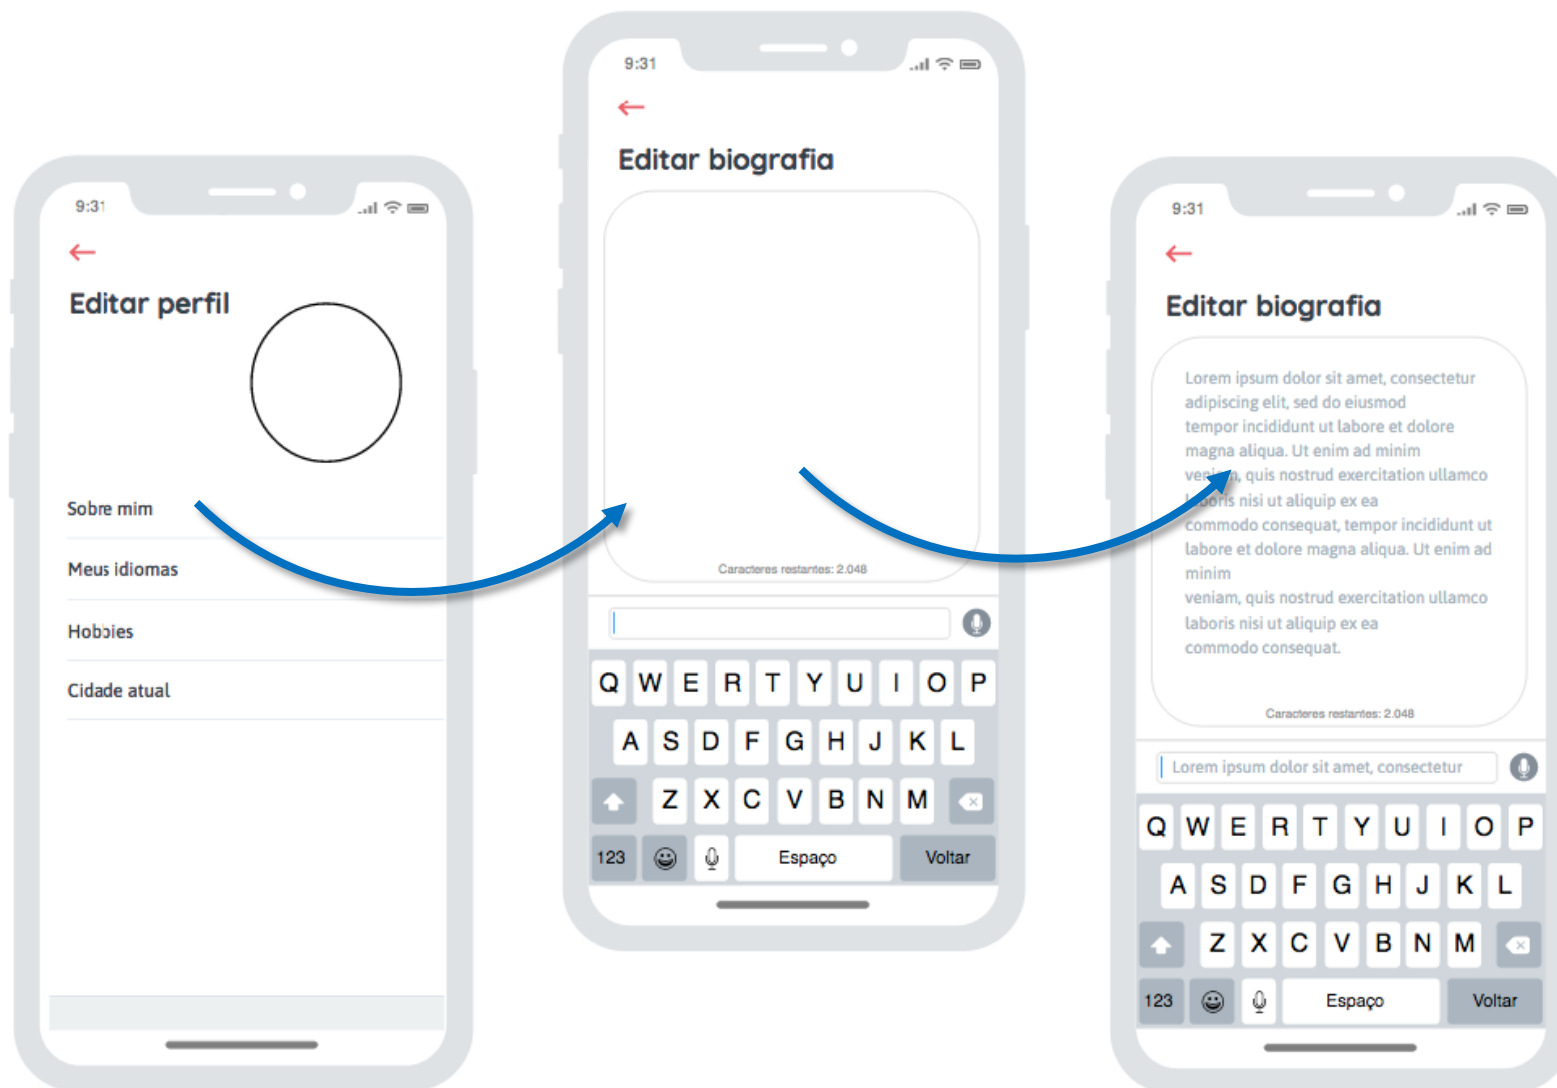 9:31
Editar perfil
Sobre mim
Meus idiomas
Hobbies
Cidade atual
9:31
Editar biografia
Caracteres restantes: 2.048
Q W E R T Y U I O P
A S D F G H J K L
Z X C V B N M
123 Espaço Voltar
9:31
Editar biografia
Lorem ipsum dolor sit amet, consectetur
adipiscing elit, sed do eiusmod
tempor incididunt ut labore et dolore
magna aliqua. Ut enim ad minim
veniam, quis nostrud exercitation ullamco
laboris nisi ut aliquip ex ea
commodo consequat, tempor incididunt ut
labore et dolore magna aliqua. Ut enim ad
minim
veniam, quis nostrud exercitation ullamco
laboris nisi ut aliquip ex ea
commodo consequat.
Caracteres restantes: 2.048
Lorem ipsum dolor sit amet, consectetur
Q W E R T Y U I O P
A S D F G H J K L
Z X C V B N M
123 Espaço Voltar